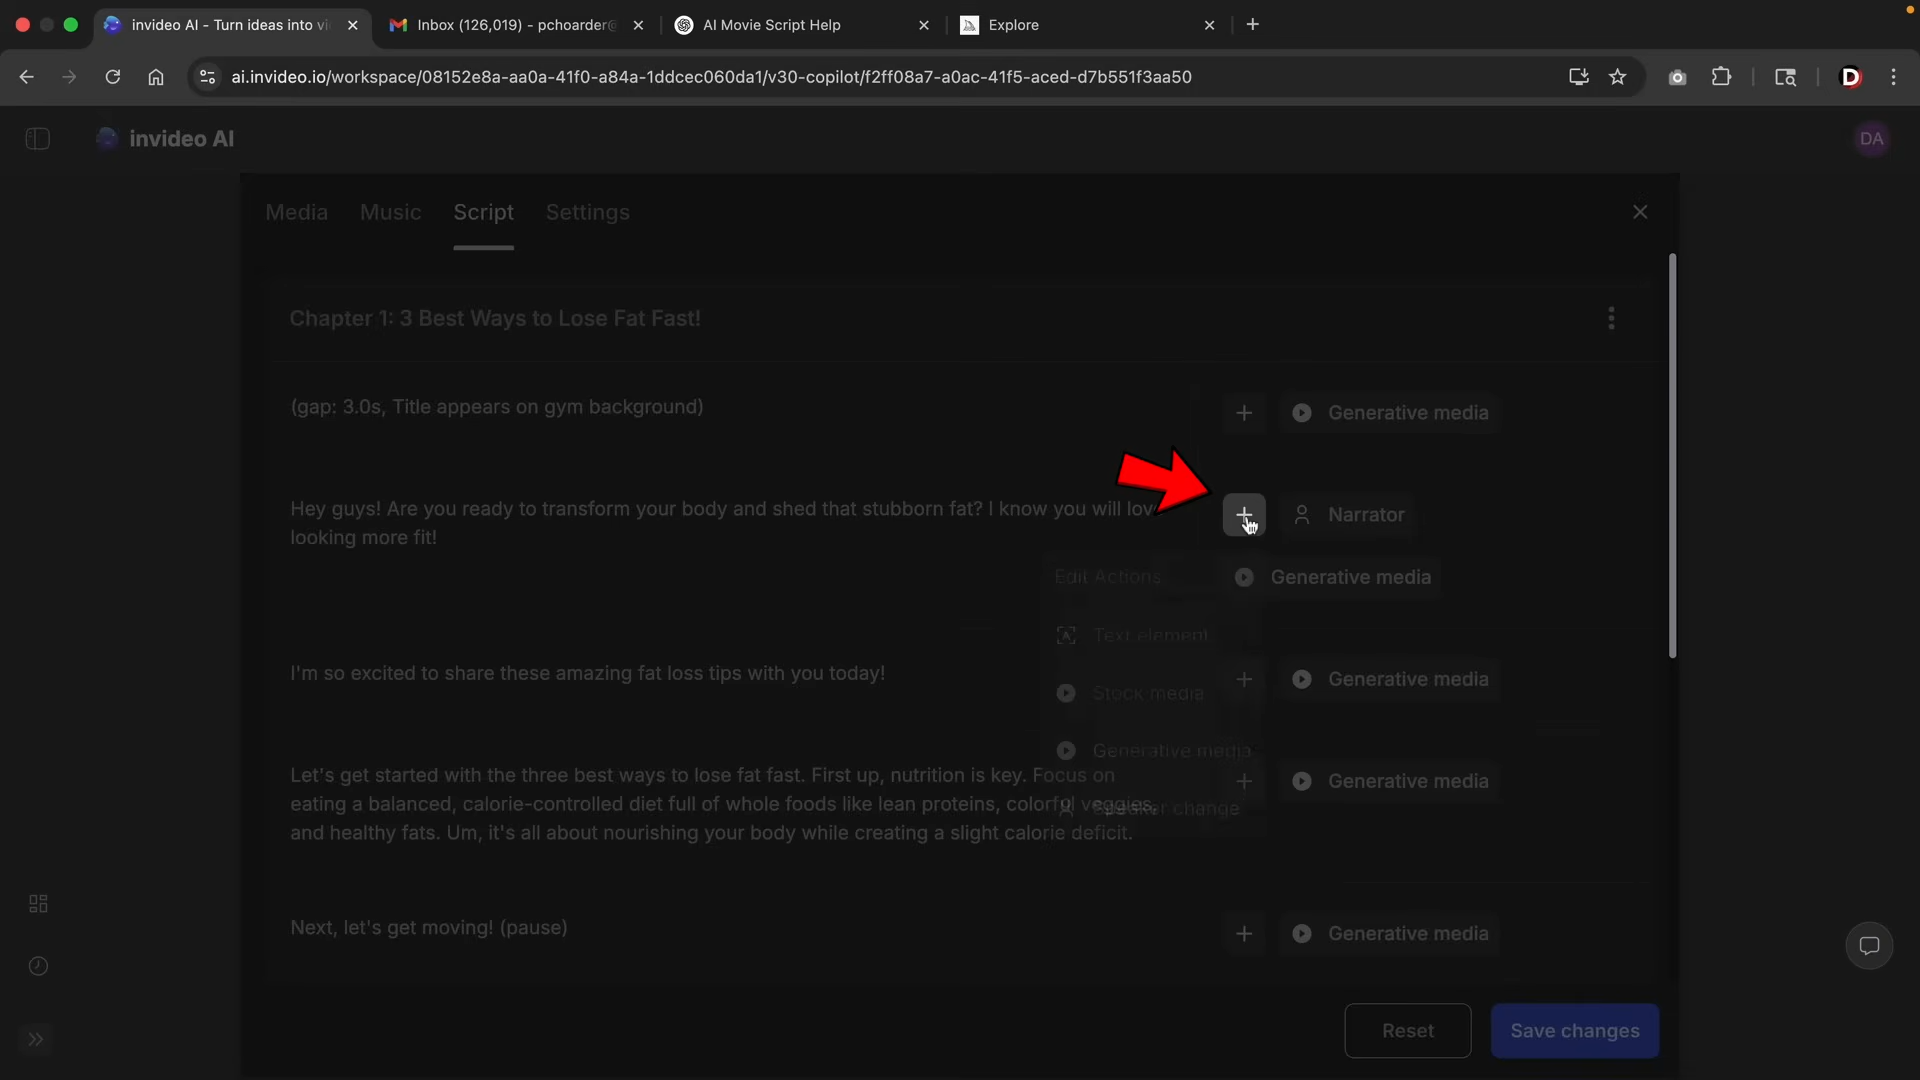 invideo AI - Turn ideas into vi
Inbox (126,019) - pchoarder@
AI Movie Script Help
Explore
ai.invideo.io/workspace/08152e8a-aa0a-41f0-a84a-1ddcec060da1/v30-copilot/f2ff08a7-a0ac-41f5-aced-d7b551f3aa50
D
invideo AI
DA
Media
Music
Script
Settings
Chapter 1: 3 Best Ways to Lose Fat Fast!
(gap: 3.0s, Title appears on gym background)
Generative media
Hey guys! Are you ready to transform your body and shed that stubborn fat? I know you will lov
looking more fit!
Narrator
Generative media
Edit Actions
Text element
Stock media
Generative media
Speaker change
I'm so excited to share these amazing fat loss tips with you today!
Generative media
Let's get started with the three best ways to lose fat fast. First up, nutrition is key. Focus on
eating a balanced, calorie-controlled diet full of whole foods like lean proteins, colorful veggies,
and healthy fats. Um, it's all about nourishing your body while creating a slight calorie deficit.
Generative media
Next, let's get moving! (pause)
Generative media
Reset
Save changes